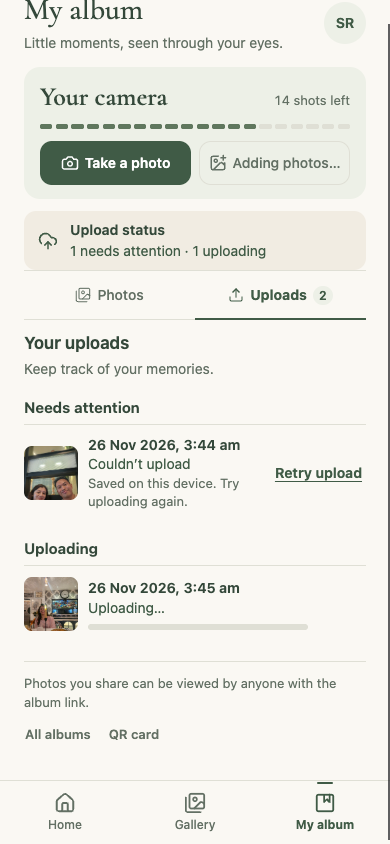 My album
SR
Little moments, seen through your eyes.
Your camera
14 shots left
Take a photo
Adding photos...
Upload status
1 needs attention · 1 uploading
Photos
Uploads 2
Your uploads
Keep track of your memories.
Needs attention
26 Nov 2026, 3:44 am
Couldn't upload
Saved on this device. Try
uploading again.
Retry upload
Uploading
26 Nov 2026, 3:45 am
Uploading...
Photos you share can be viewed by anyone with the
album link.
All albums QR card
Home Gallery My album